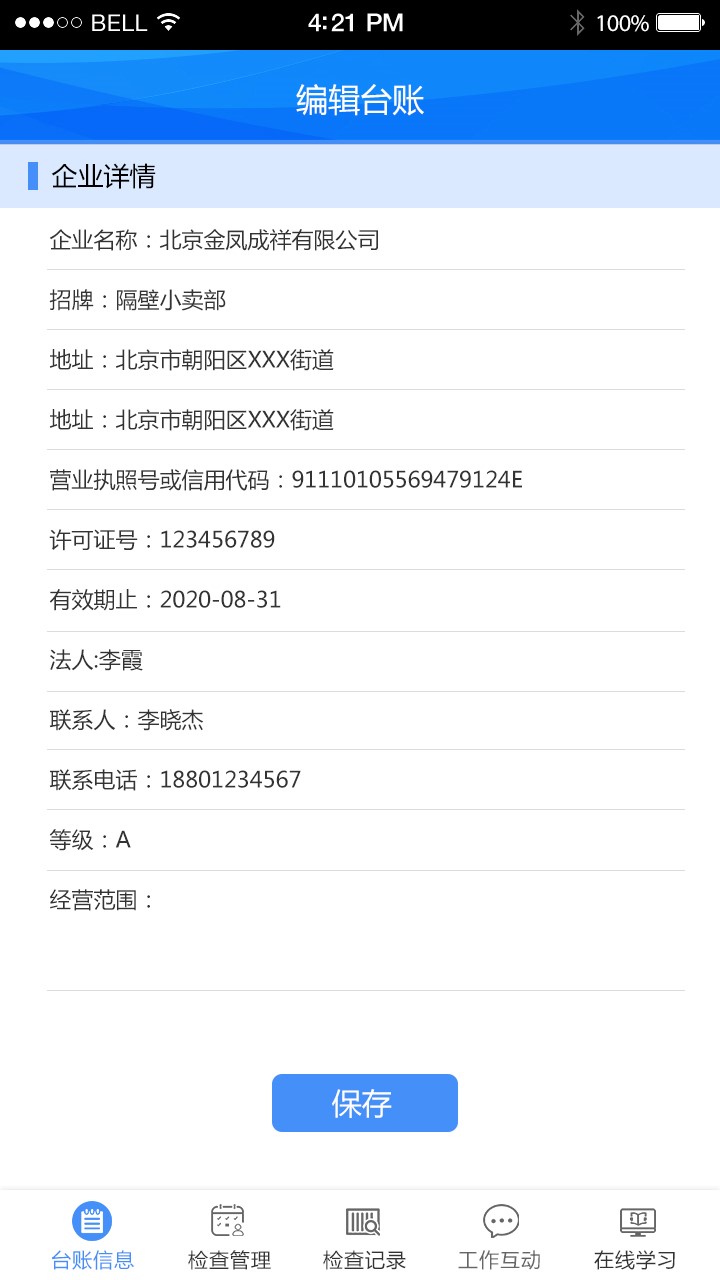 BELL 4:21 PM 100%
编辑台账
企业详情
企业名称：北京金凤成祥有限公司
招牌：隔壁小卖部
地址：北京市朝阳区XXX街道
地址：北京市朝阳区XXX街道
营业执照号或信用代码：91110105569479124E
许可证号：123456789
有效期止：2020-08-31
法人:李霞
联系人：李晓杰
联系电话：18801234567
等级：A
经营范围：
保存
台账信息 检查管理 检查记录 工作互动 在线学习